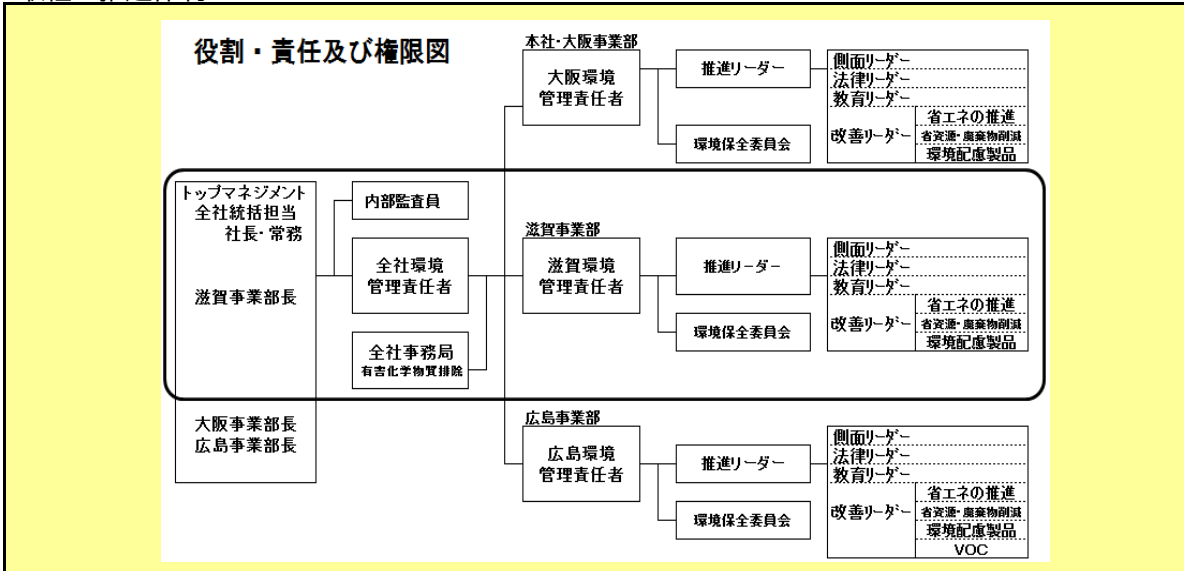 役割・責任及び権限図
トップマネジメント
全社統括担当
社長・常務
滋賀事業部長
大阪事業部長
広島事業部長
内部監査員
全社環境
管理責任者
全社事務局
有害化学物質排除
本社・大阪事業部
大阪環境
管理責任者
推進リーダー
環境保全委員会
側面リーダー
法律リーダー
教育リーダー
改善リーダー
省エネの推進
省資源・廃棄物削減
環境配慮製品
滋賀事業部
滋賀環境
管理責任者
推進リーダー
環境保全委員会
側面リーダー
法律リーダー
教育リーダー
改善リーダー
省エネの推進
省資源・廃棄物削減
環境配慮製品
広島事業部
広島環境
管理責任者
推進リーダー
環境保全委員会
側面リーダー
法律リーダー
教育リーダー
改善リーダー
省エネの推進
省資源・廃棄物削減
環境配慮製品
VOC